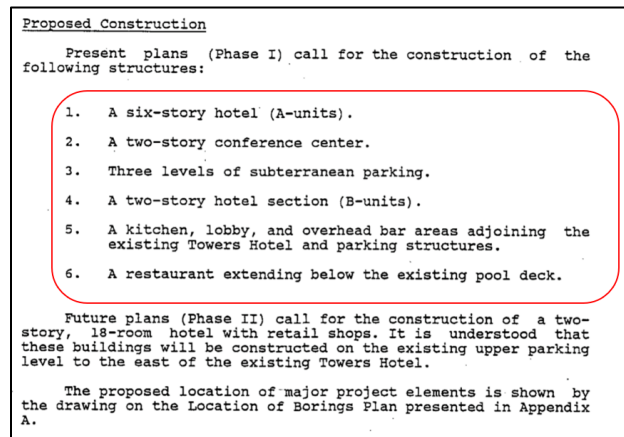 Proposed Construction
Present plans (Phase I) call for the construction of the
following structures:
1. A six-story hotel (A-units).
2. A two-story conference center.
3. Three levels of subterranean parking.
4. A two-story hotel section (B-units).
5. A kitchen, lobby, and overhead bar areas adjoining the
existing Towers Hotel and parking structures.
6. A restaurant extending below the existing pool deck.
Future plans (Phase II) call for the construction of a two-
story, 18-room hotel with retail shops. It is understood that
these buildings will be constructed on the existing upper parking
level to the east of the existing Towers Hotel.
The proposed location of major project elements is shown by
the drawing on the Location of Borings Plan presented in Appendix
A.